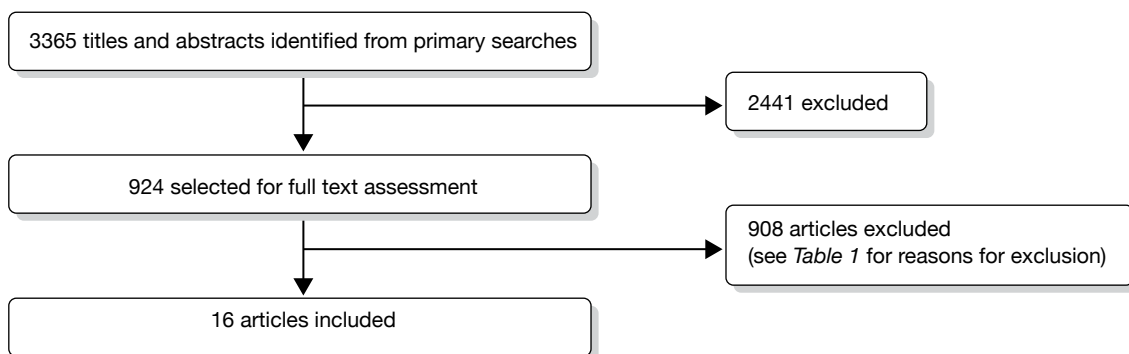 3365 titles and abstracts identified from primary searches
2441 excluded
924 selected for full text assessment
908 articles excluded
(see Table 1 for reasons for exclusion)
16 articles included